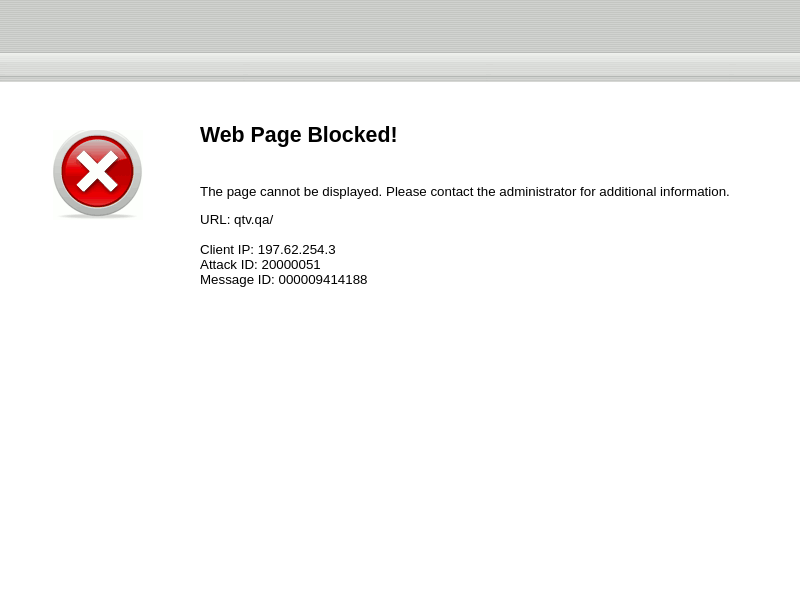 Web Page Blocked!
The page cannot be displayed. Please contact the administrator for additional information.
URL: qtv.qa/
Client IP: 197.62.254.3
Attack ID: 20000051
Message ID: 000009414188